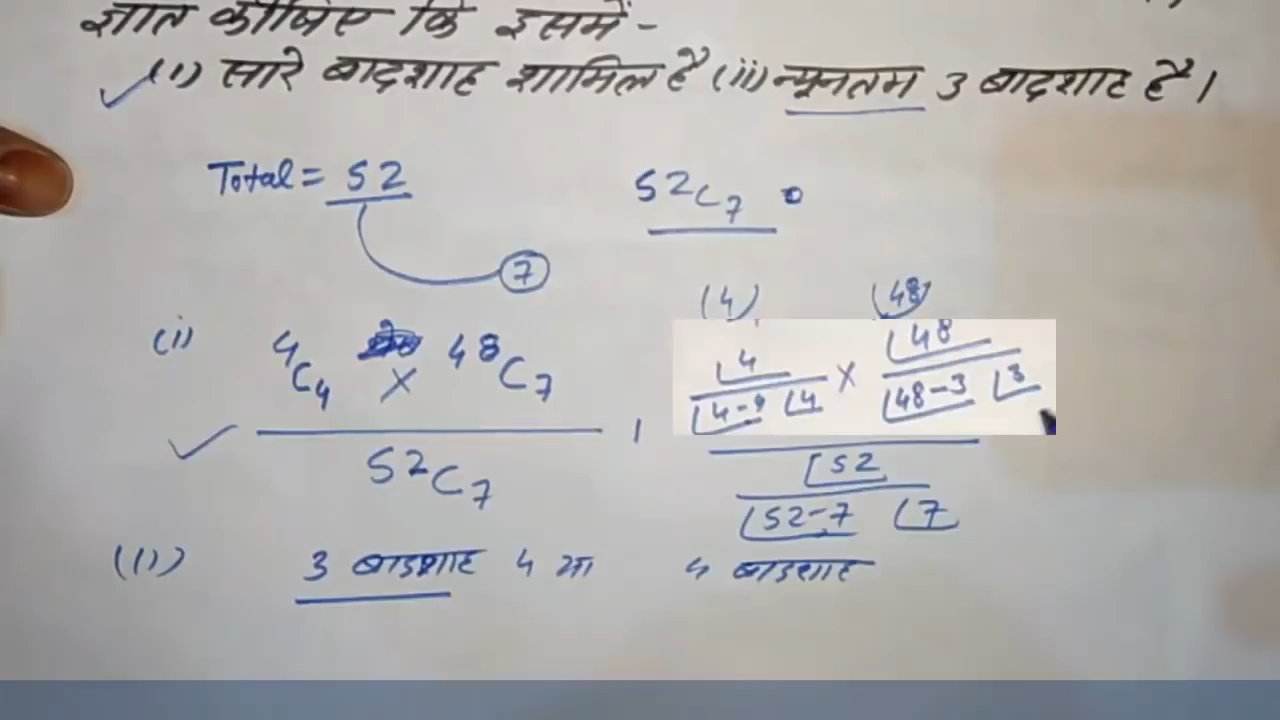 ज्ञात कीजिए कि इसमें-
(i) सारे बादशाह शामिल है (ii) न्यूनतम 3 बादशाह है।
Total = 52
52C7
7
(4) (48)
(i) 4C4 × 48C7
52C7
4 × 48
4-4 4 48-3 3
52
52-7 7
(ii) 3 बादशाह 4 या 4 बादशाह